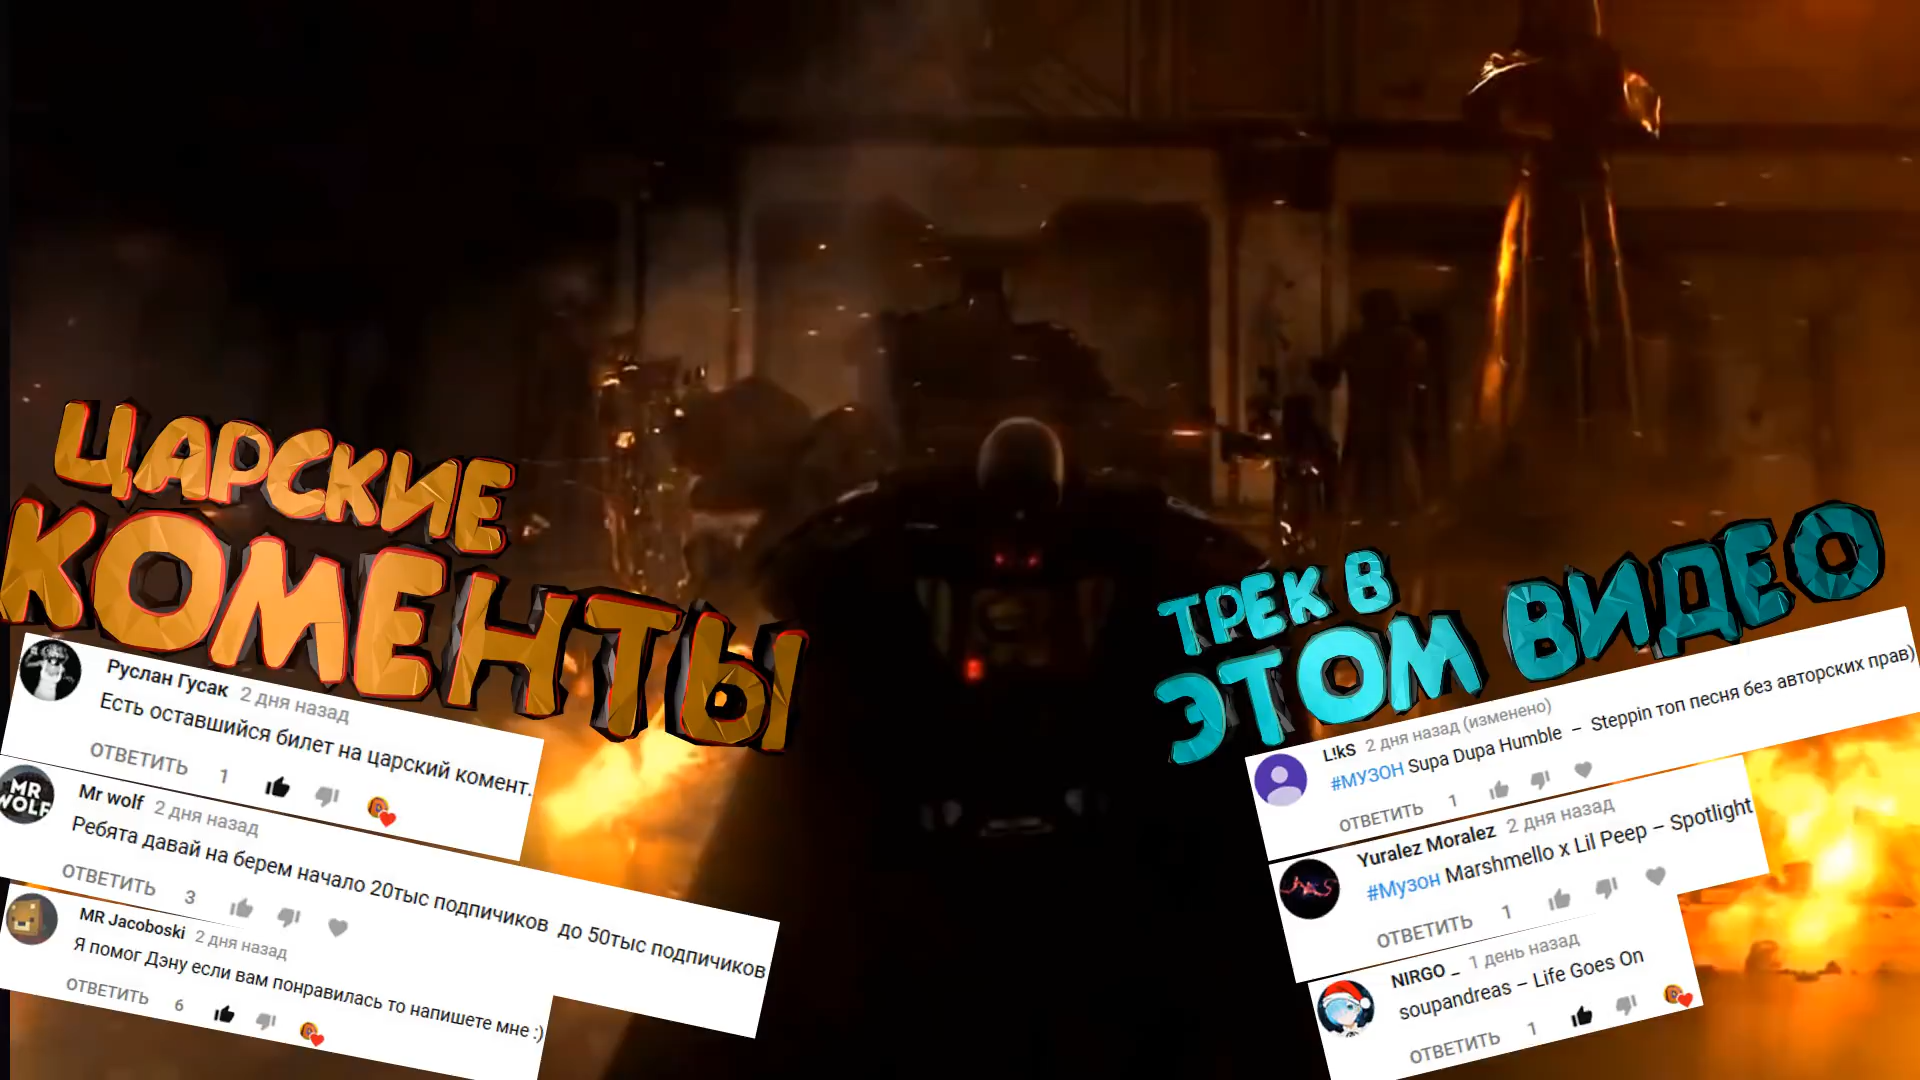 ЦАРСКИЕ
КОМЕНТЫ
Руслан Гусак 2 дня назад
Есть оставшийся билет на царский комент.
ОТВЕТИТЬ 1
MR
WOLF
Mr wolf 2 дня назад
Ребята давай на берем начало 20тыс подпичиков до 50тыс подпичиков
ОТВЕТИТЬ 3
MR Jacoboski 2 дня назад
Я помог Дэну если вам понравилась то напишете мне :)
ОТВЕТИТЬ 6
ТРЕК В
ЭТОМ ВИДЕО
L!kS 2 дня назад (изменено)
#МУЗОН Supa Dupa Humble – Steppin топ песня без авторских прав)
ОТВЕТИТЬ 1
Yuralez Moralez 2 дня назад
#Музон Marshmello x Lil Peep – Spotlight
ОТВЕТИТЬ 1
NIRGO _ 1 день назад
soupandreas – Life Goes On
ОТВЕТИТЬ 1